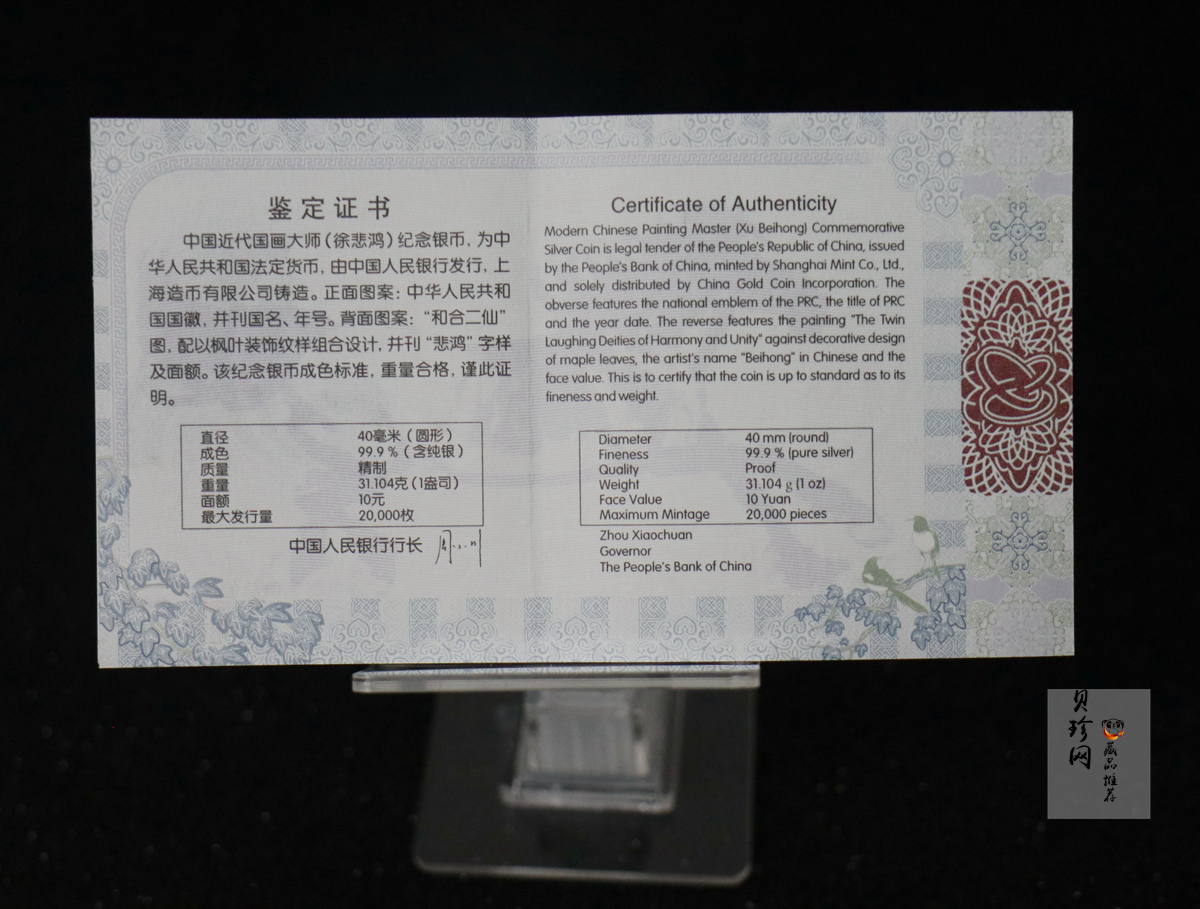 鉴定证书
中国近代国画大师（徐悲鸿）纪念银币，为中
华人民共和国法定货币，由中国人民银行发行，上
海造币有限公司铸造。正面图案：中华人民共和
国国徽，并刊国名、年号。背面图案：“和合二仙”
图，配以枫叶装饰纹样组合设计，并刊“悲鸿”字样
及面额。该纪念银币成色标准，重量合格，谨此证
明。
直径 40毫米（圆形）
成色 99.9％（含纯银）
质量 精制
重量 31.104克（1盎司）
面额 10元
最大发行量 20,000枚
中国人民银行行长
Certificate of Authenticity
Modern Chinese Painting Master (Xu Beihong) Commemorative
Silver Coin is legal tender of the People's Republic of China, issued
by the People's Bank of China, minted by Shanghai Mint Co., Ltd.,
and solely distributed by China Gold Coin Incorporation. The
obverse features the national emblem of the PRC, the title of PRC
and the year date. The reverse features the painting "The Twin
Laughing Deities of Harmony and Unity" against decorative design
of maple leaves, the artist's name "Beihong" in Chinese and the
face value. This is to certify that the coin is up to standard as to its
fineness and weight.
Diameter 40 mm (round)
Fineness 99.9 % (pure silver)
Quality Proof
Weight 31.104 g (1 oz)
Face Value 10 Yuan
Maximum Mintage 20,000 pieces
Zhou Xiaochuan
Governor
The People's Bank of China
贝珍网
藏品推荐